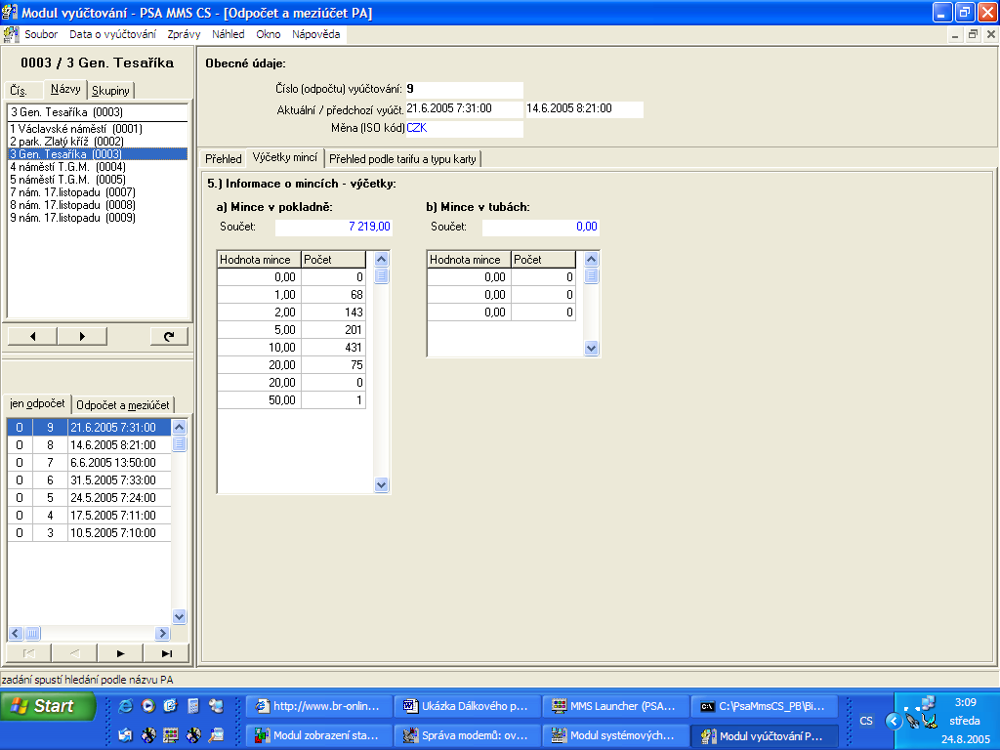 Modul vyúčtování - PSA MMS CS - [Odpočet a meziúčet PA]
Soubor Data o vyúčtování Zprávy Náhled Okno Nápověda
0003 / 3 Gen. Tesaříka
Čís. Názvy Skupiny
3 Gen. Tesaříka (0003)
1 Václavské náměstí (0001)
2 park. Zlatý kříž (0002)
3 Gen. Tesaříka (0003)
4 náměstí T.G.M. (0004)
5 náměstí T.G.M. (0005)
7 nám. 17.listopadu (0007)
8 nám. 17.listopadu (0008)
9 nám. 17.listopadu (0009)
jen odpočet Odpočet a meziúčet
O 9 21.6.2005 7:31:00
O 8 14.6.2005 8:21:00
O 7 6.6.2005 13:50:00
O 6 31.5.2005 7:33:00
O 5 24.5.2005 7:24:00
O 4 17.5.2005 7:11:00
O 3 10.5.2005 7:10:00
Obecné údaje:
Číslo (odpočtu) vyúčtování: 9
Aktuální / předchozí vyúčt. 21.6.2005 7:31:00 14.6.2005 8:21:00
Měna (ISO kód) CZK
Přehled Výčetky mincí Přehled podle tarifu a typu karty
5.) Informace o mincích - výčetky:
a) Mince v pokladně:
Součet: 7 219,00
Hodnota mince Počet
0,00 0
1,00 68
2,00 143
5,00 201
10,00 431
20,00 75
20,00 0
50,00 1
b) Mince v tubách:
Součet: 0,00
Hodnota mince Počet
0,00 0
0,00 0
0,00 0
zadání spustí hledání podle názvu PA
Start
http://www.br-onlin... Ukázka Dálkového p... MMS Launcher (PSA... C:\PsaMmsCS_PB\Bi...
Modul zobrazení sta... Správa modemů: ov... Modul systémových... Modul vyúčtování P...
CS
3:09
středa
24.8.2005